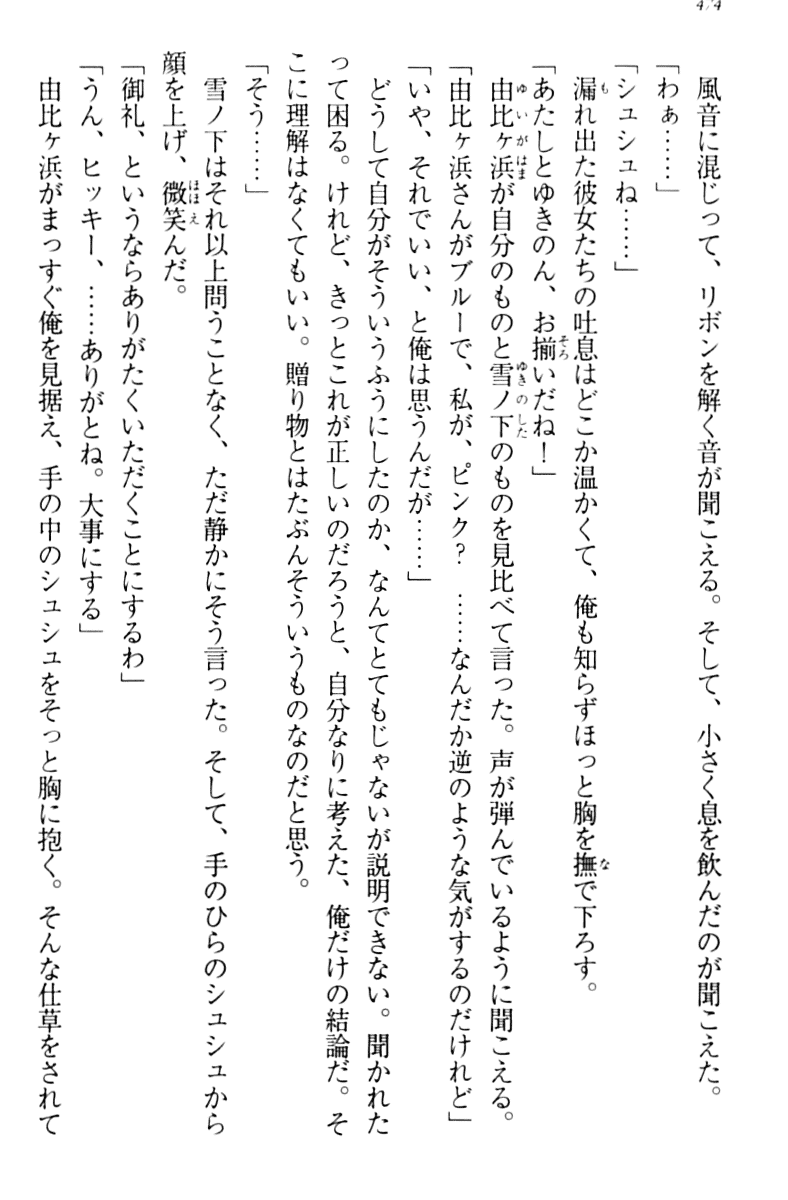 474
風音に混じって、リボンを解く音が聞こえる。そして、小さく息を飲んだのが聞こえた。
「わぁ……」
「シュシュね……」
漏れ出た彼女たちの吐息はどこか温かくて、俺も知らずほっと胸を撫で下ろす。
「あたしとゆきのん、お揃いだね！」
由比ヶ浜が自分のものと雪ノ下のものを見比べて言った。声が弾んでいるように聞こえる。
「由比ヶ浜さんがブルーで、私が、ピンク？　……なんだか逆のような気がするのだけれど」
「いや、それでいい、と俺は思うんだが……」
どうして自分がそういうふうにしたのか、なんてとてもじゃないが説明できない。聞かれた
って困る。けれど、きっとこれが正しいのだろうと、自分なりに考えた、俺だけの結論だ。そ
こに理解はなくてもいい。贈り物とはたぶんそういうものなのだと思う。
「そう……」
雪ノ下はそれ以上問うことなく、ただ静かにそう言った。そして、手のひらのシュシュから
顔を上げ、微笑んだ。
「御礼、というならありがたくいただくことにするわ」
「うん、ヒッキー、……ありがとね。大事にする」
由比ヶ浜がまっすぐ俺を見据え、手の中のシュシュをそっと胸に抱く。そんな仕草をされて